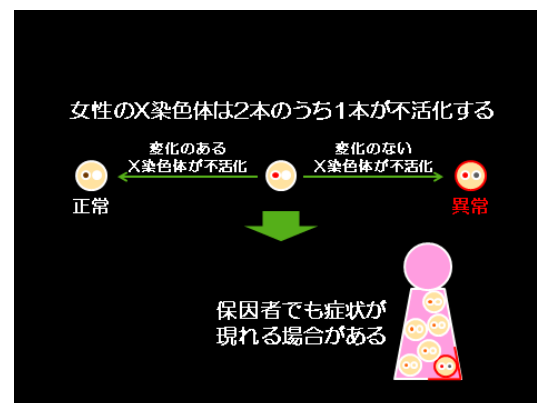 女性のX染色体は2本のうち1本が不活化する
変化のある
X染色体が不活化
変化のない
X染色体が不活化
正常
異常
保因者でも症状が
現れる場合がある